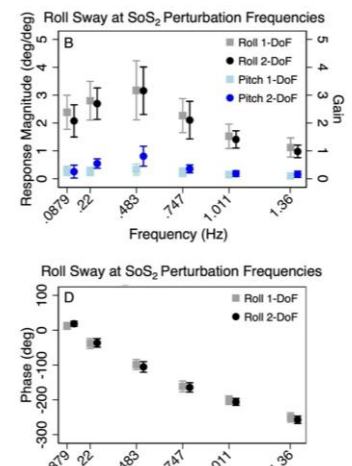 Roll Sway at SoS2 Perturbation Frequencies
B
Roll 1-DoF
Roll 2-DoF
Pitch 1-DoF
Pitch 2-DoF
Response Magnitude (deg/deg)
5
4
3
2
1
0
5
4
3
2
1
0
Gain
.0879 .22 .483 .747 1.011 1.36
Frequency (Hz)
Roll Sway at SoS2 Perturbation Frequencies
D
Roll 1-DoF
Roll 2-DoF
Phase (deg)
100
0
-100
-200
-300
879 22 483 747 011 1.36